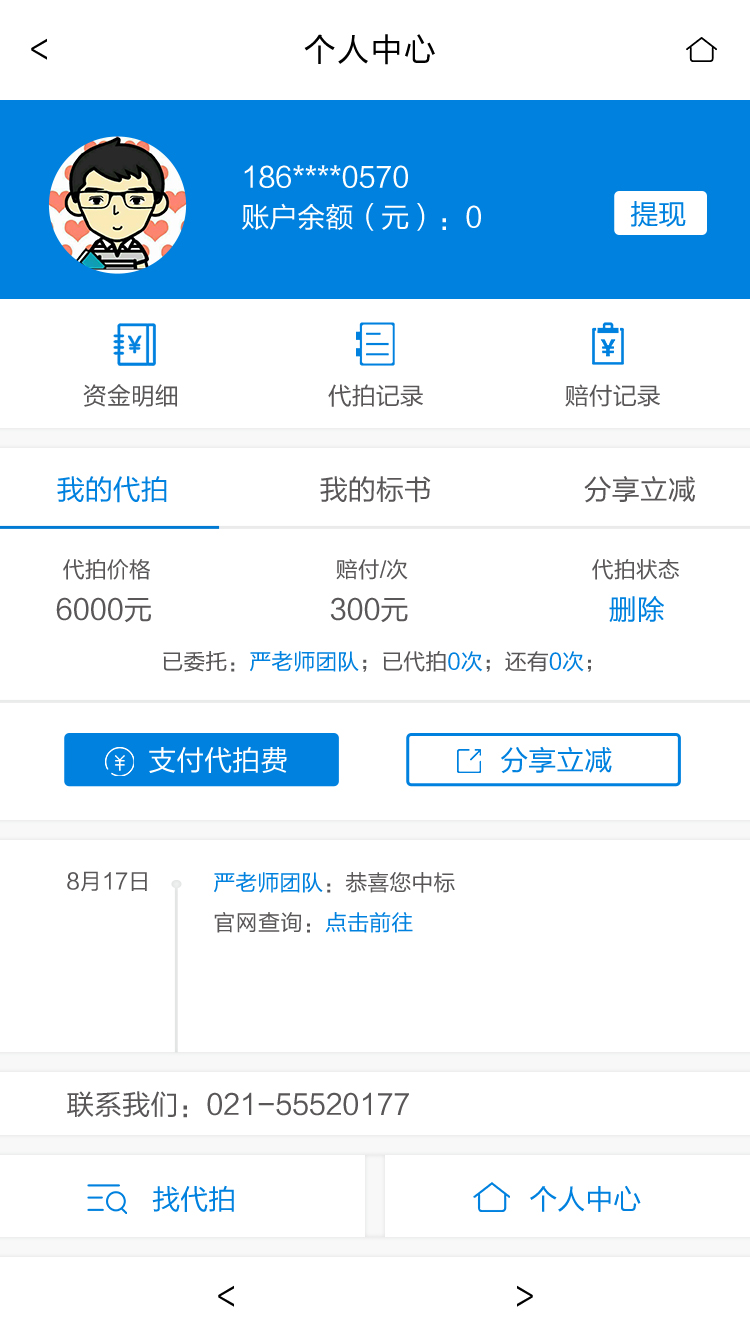 <
个人中心
186****0570
账户余额（元）：0
提现
资金明细
代拍记录
赔付记录
我的代拍
我的标书
分享立减
代拍价格
赔付/次
代拍状态
6000元
300元
删除
已委托：严老师团队；已代拍0次；还有0次；
支付代拍费
分享立减
8月17日
严老师团队：恭喜您中标
官网查询：点击前往
联系我们：021-55520177
找代拍
个人中心
< >